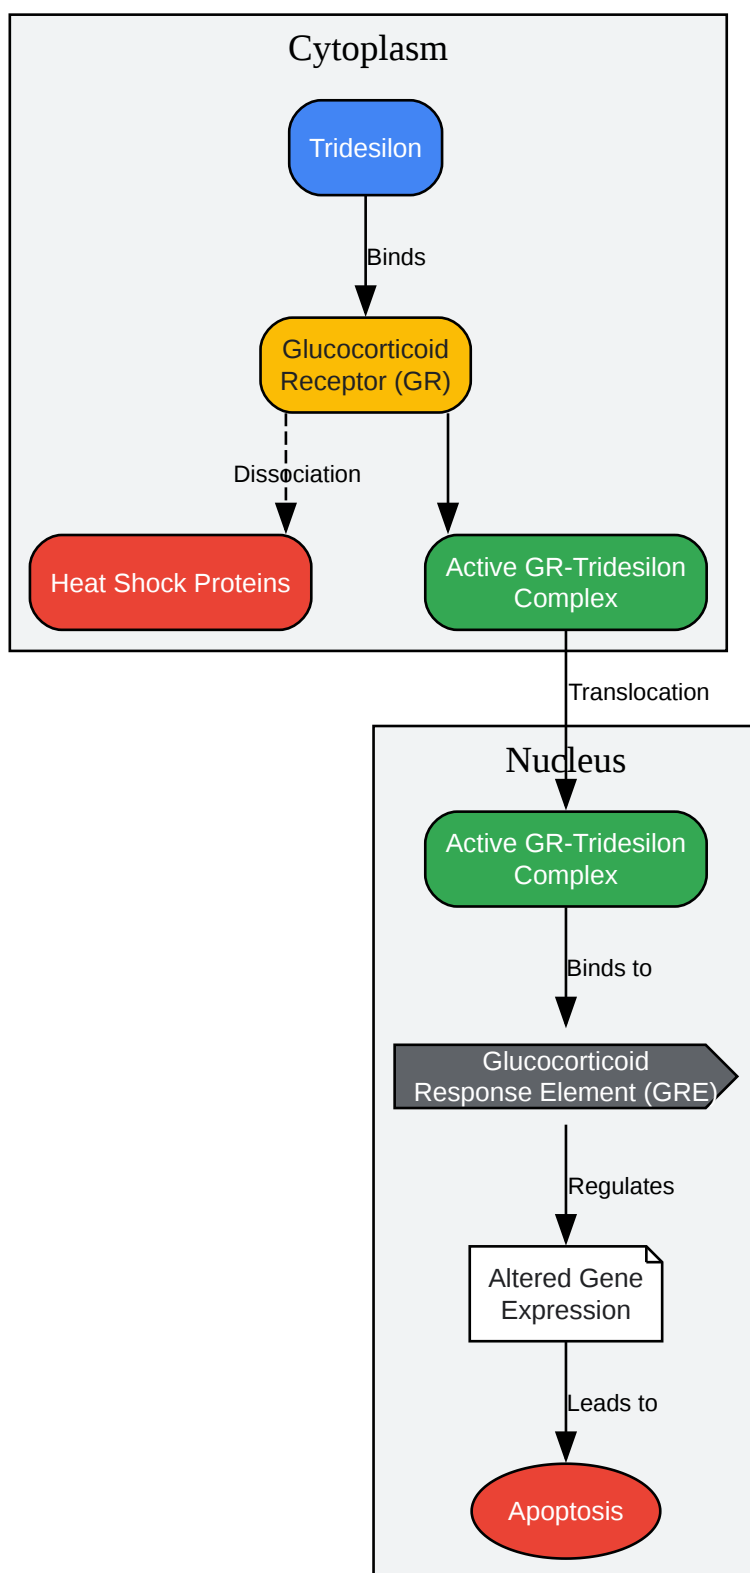 Cytoplasm
Tridesilon
Binds
Glucocorticoid
Receptor (GR)
Dissociation
Heat Shock Proteins
Active GR-Tridesilon
Complex
Translocation
Nucleus
Active GR-Tridesilon
Complex
Binds to
Glucocorticoid
Response Element (GRE)
Regulates
Altered Gene
Expression
Leads to
Apoptosis